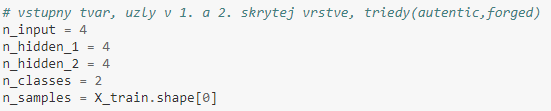 # vstupny tvar, uzly v 1. a 2. skrytej vrstve, triedy(autentic,forged)
n_input = 4
n_hidden_1 = 4
n_hidden_2 = 4
n_classes = 2
n_samples = X_train.shape[0]